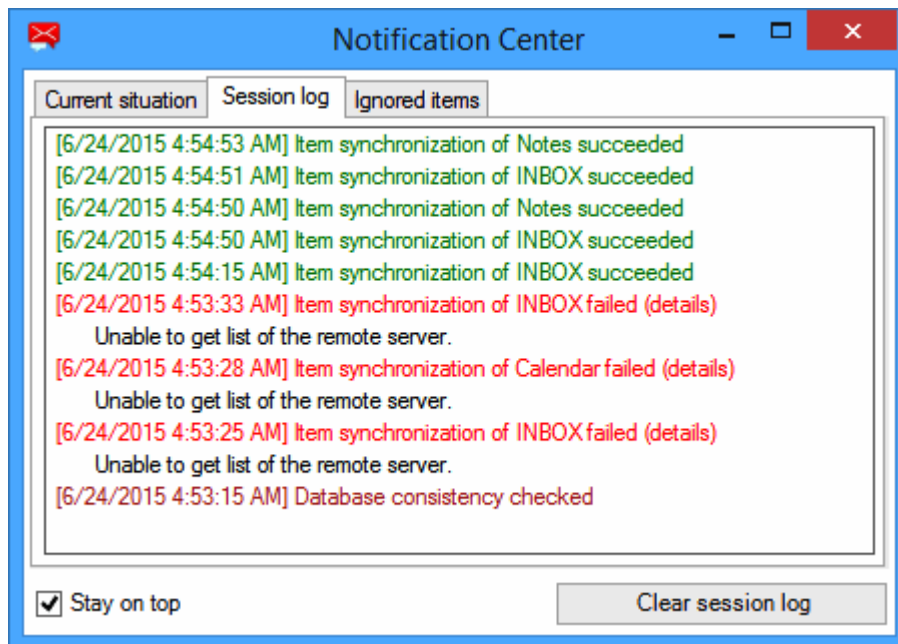 Notification Center
Current situation Session log Ignored items
[6/24/2015 4:54:53 AM] Item synchronization of Notes succeeded
[6/24/2015 4:54:51 AM] Item synchronization of INBOX succeeded
[6/24/2015 4:54:50 AM] Item synchronization of Notes succeeded
[6/24/2015 4:54:50 AM] Item synchronization of INBOX succeeded
[6/24/2015 4:54:15 AM] Item synchronization of INBOX succeeded
[6/24/2015 4:53:33 AM] Item synchronization of INBOX failed (details)
Unable to get list of the remote server.
[6/24/2015 4:53:28 AM] Item synchronization of Calendar failed (details)
Unable to get list of the remote server.
[6/24/2015 4:53:25 AM] Item synchronization of INBOX failed (details)
Unable to get list of the remote server.
[6/24/2015 4:53:15 AM] Database consistency checked
Stay on top Clear session log